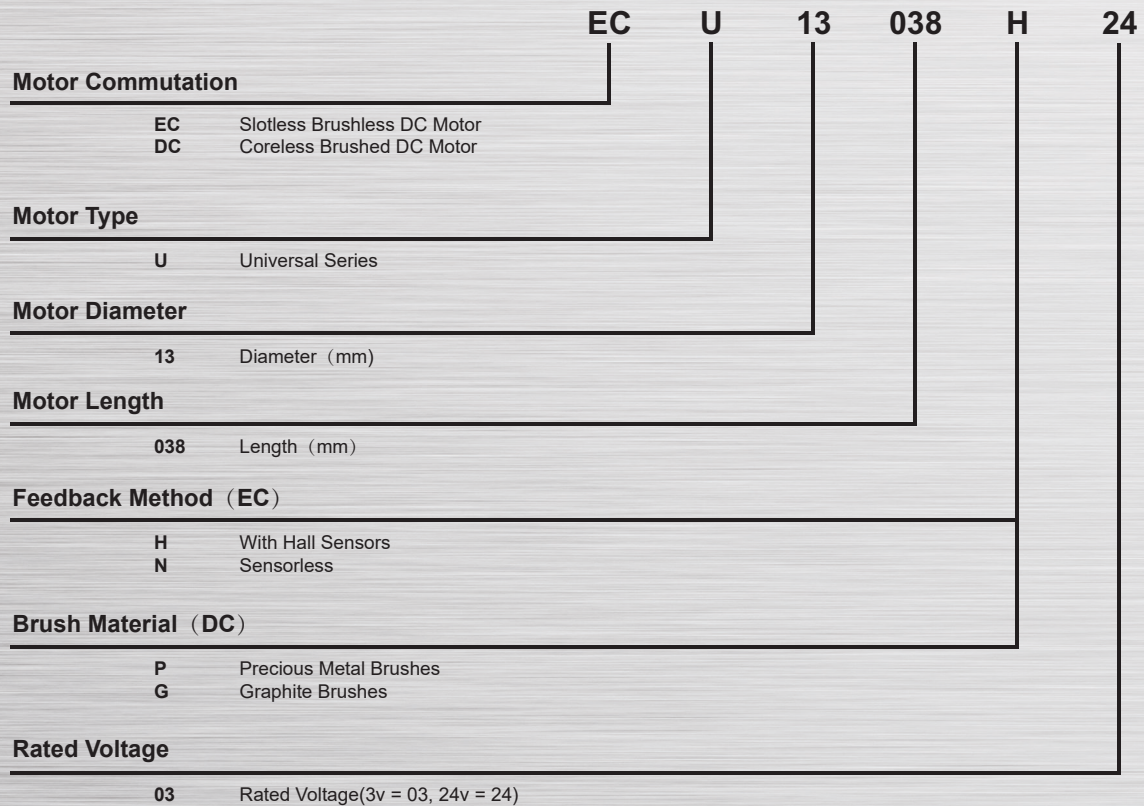 EC U 13 038 H 24
Motor Commutation
EC Slotless Brushless DC Motor
DC Coreless Brushed DC Motor
Motor Type
U Universal Series
Motor Diameter
13 Diameter（mm)
Motor Length
038 Length（mm）
Feedback Method（EC）
H With Hall Sensors
N Sensorless
Brush Material（DC）
P Precious Metal Brushes
G Graphite Brushes
Rated Voltage
03 Rated Voltage(3v = 03, 24v = 24)